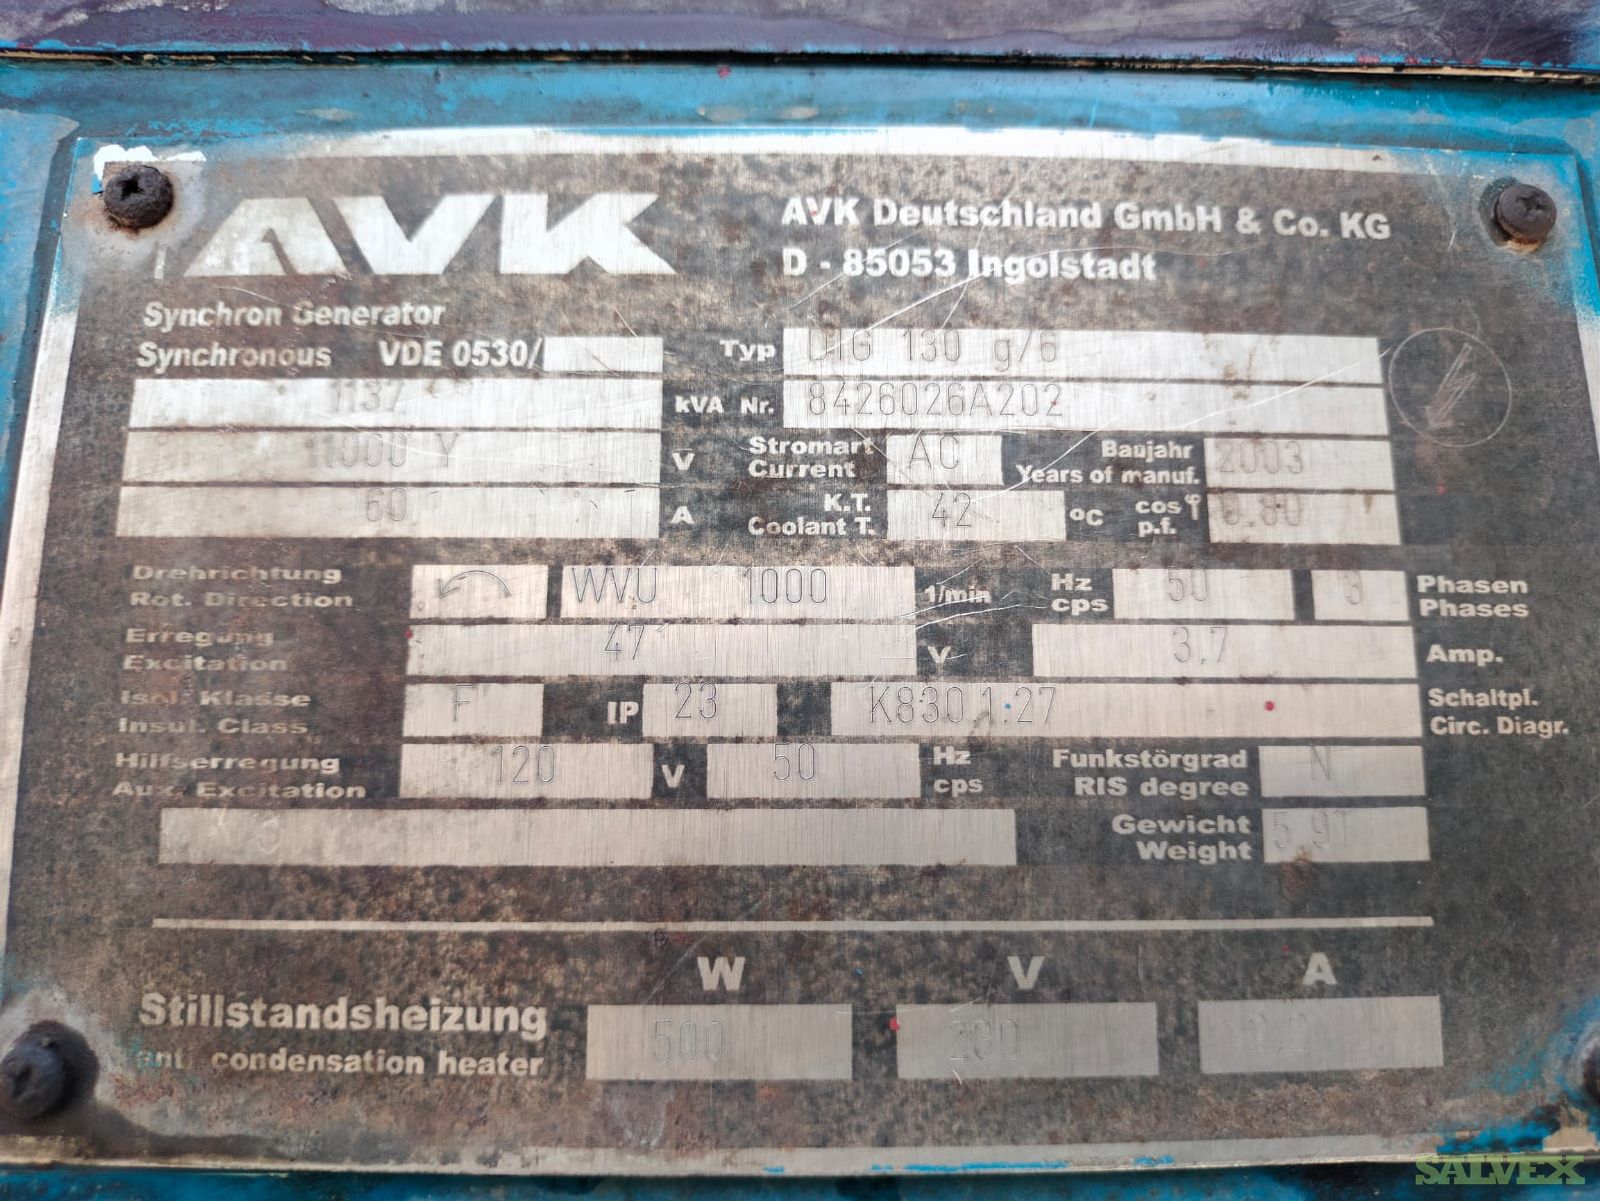 AVK
AVK Deutschland GmbH & Co. KG
D - 85053 Ingolstadt
Synchron Generator
Synchronous VDE 0530/
Typ DIG 130 g/6
1137 kVA Nr. 8426026A202
11000 Y V
Stromart
Current AC
Baujahr
Years of manuf. 2003
60 A
K.T.
Coolant T. 42 °C
cos φ
p.f. 0.80
Drehrichtung
Rot. Direction WVU 1000 1/min
Hz
cps 50 3 Phasen
Phases
Erregung
Excitation 47 V 3,7 Amp.
Isol. Klasse
Insul. Class F IP 23 K830.1.27 Schaltpl.
Circ. Diagr.
Hilfserregung
Aux. Excitation 120 V 50 Hz
cps
Funkstörgrad
RIS degree N
Gewicht
Weight 5,9T
W V A
Stillstandsheizung
anti condensation heater 500 230 2.2
SALVEX